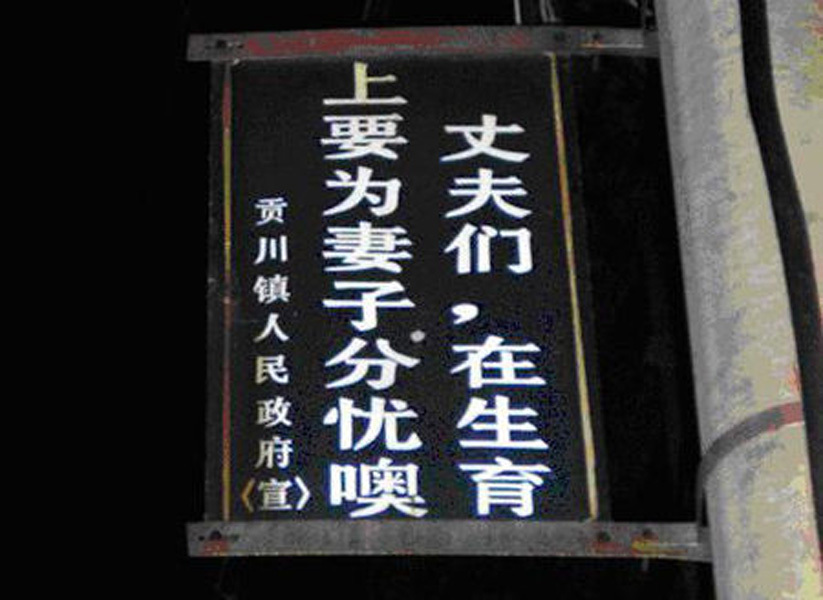 丈夫们，在生育
上要为妻子分忧噢
贡川镇人民政府〈宣〉